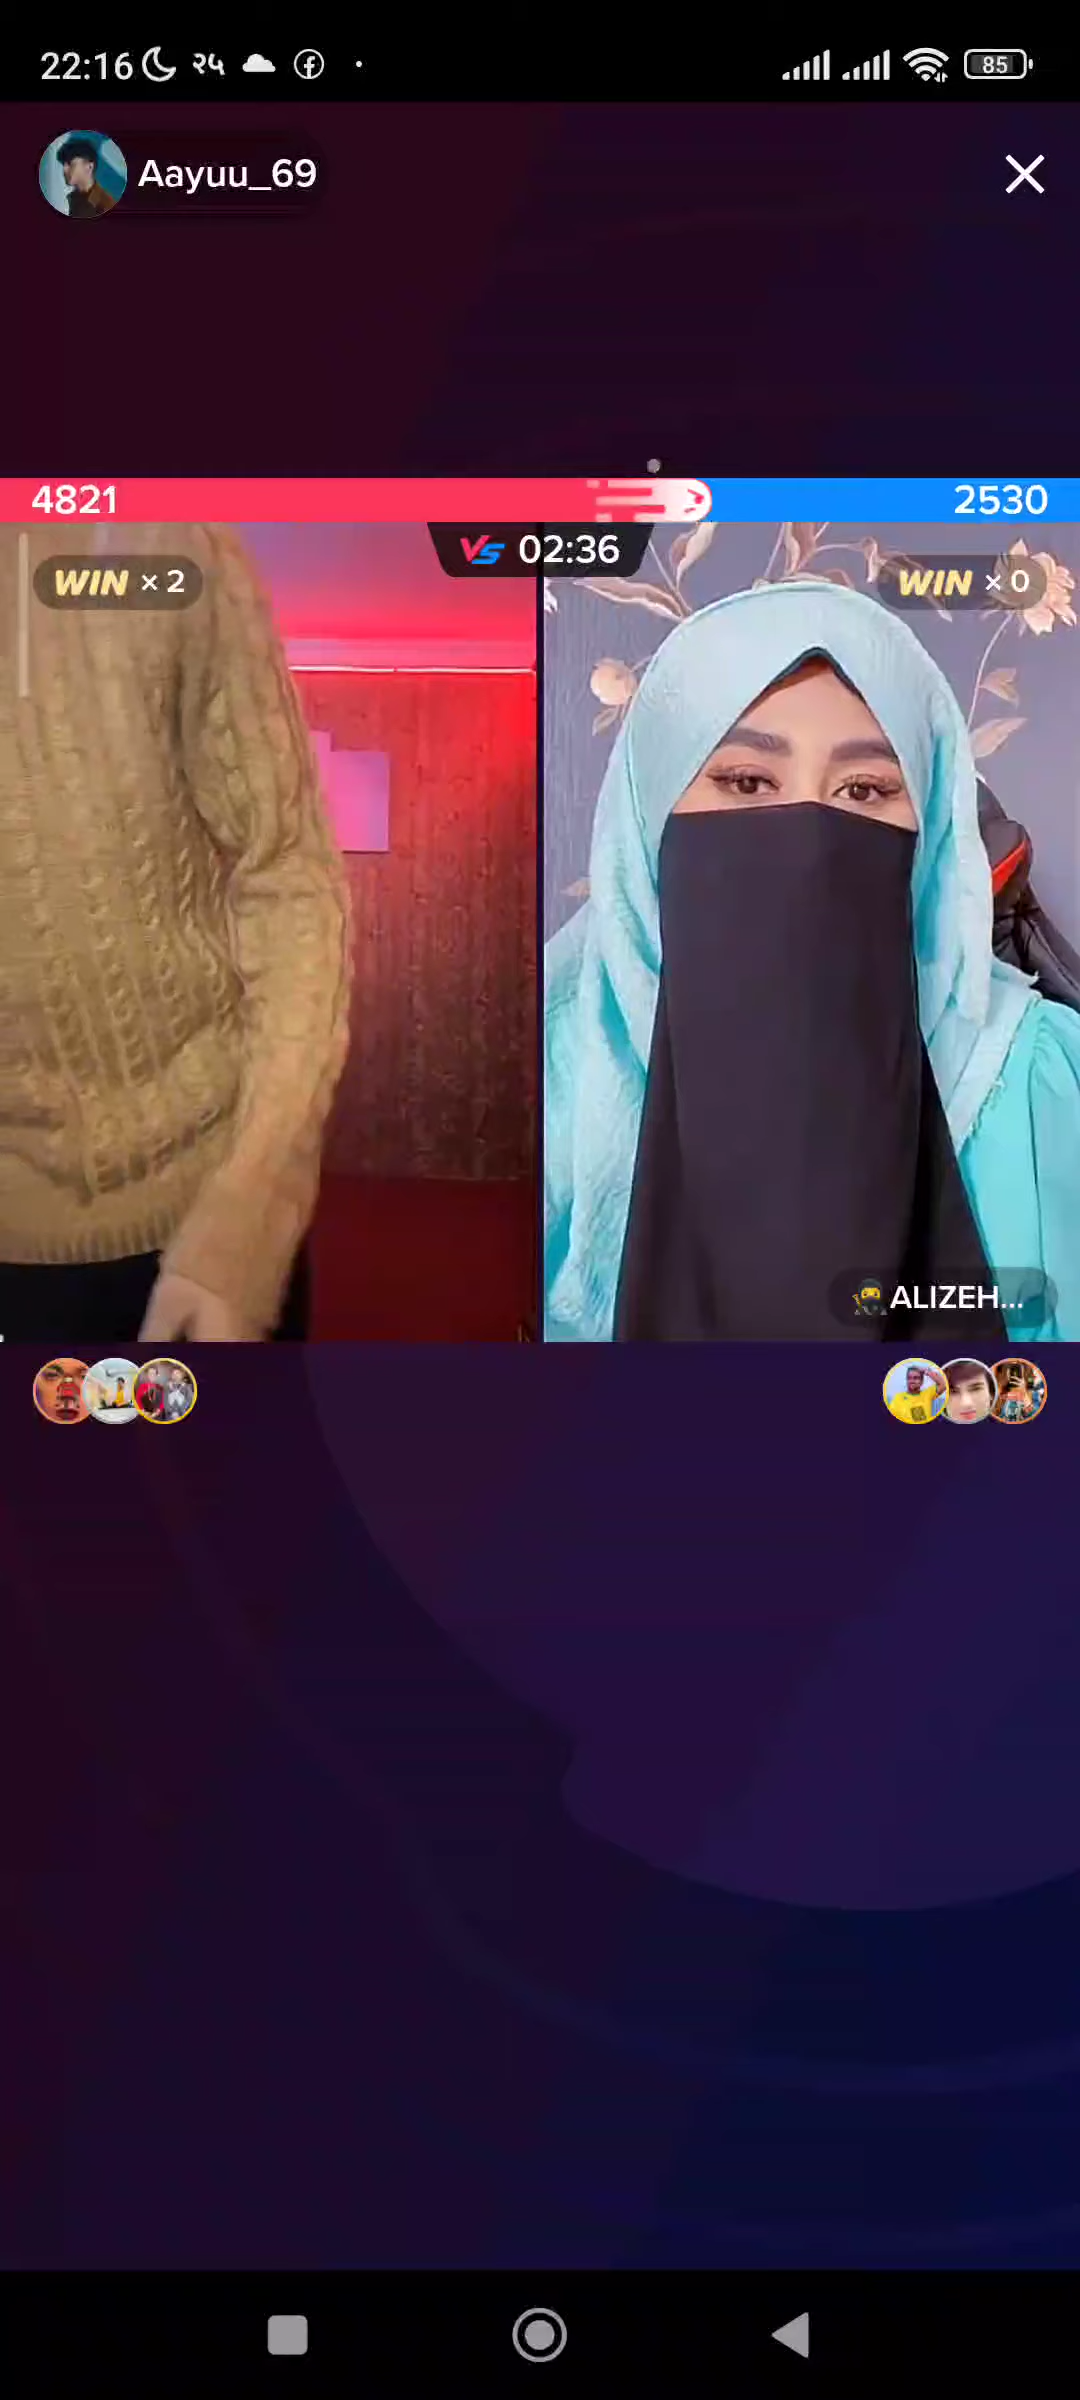 22:16 २५
85
Aayuu_69
4821
2530
VS 02:36
WIN × 2
WIN × 0
ALIZEH...